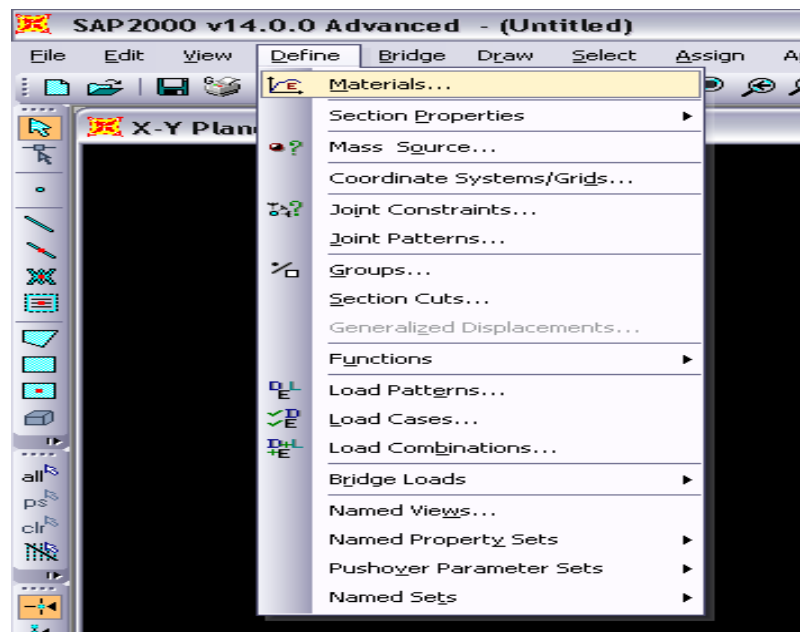 SAP2000 v14.0.0 Advanced - (Untitled)
File Edit View Define Bridge Draw Select Assign
X-Y Plan
Materials...
Section Properties
Mass Source...
Coordinate Systems/Grids...
Joint Constraints...
Joint Patterns...
Groups...
Section Cuts...
Generalized Displacements...
Functions
Load Patterns...
Load Cases...
Load Combinations...
Bridge Loads
Named Views...
Named Property Sets
Pushover Parameter Sets
Named Sets
all
ps
clr